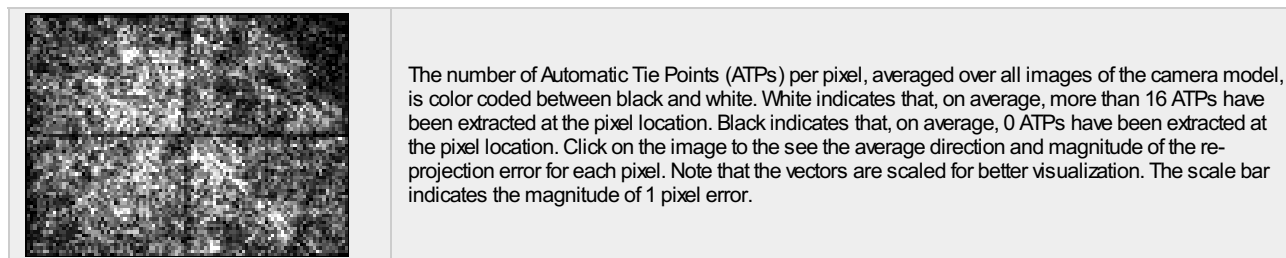 The number of Automatic Tie Points (ATPs) per pixel, averaged over all images of the camera model,
is color coded between black and white. White indicates that, on average, more than 16 ATPs have
been extracted at the pixel location. Black indicates that, on average, 0 ATPs have been extracted at
the pixel location. Click on the image to the see the average direction and magnitude of the re-
projection error for each pixel. Note that the vectors are scaled for better visualization. The scale bar
indicates the magnitude of 1 pixel error.